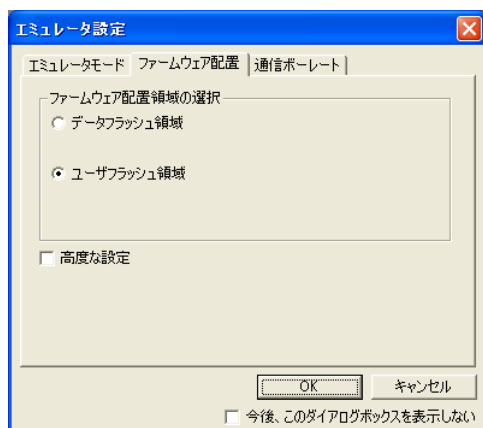 エミュレータ設定
エミュレータモード ファームウェア配置 通信ボーレート
ファームウェア配置領域の選択
データフラッシュ領域
ユーザフラッシュ領域
高度な設定
OK キャンセル
今後、このダイアログボックスを表示しない